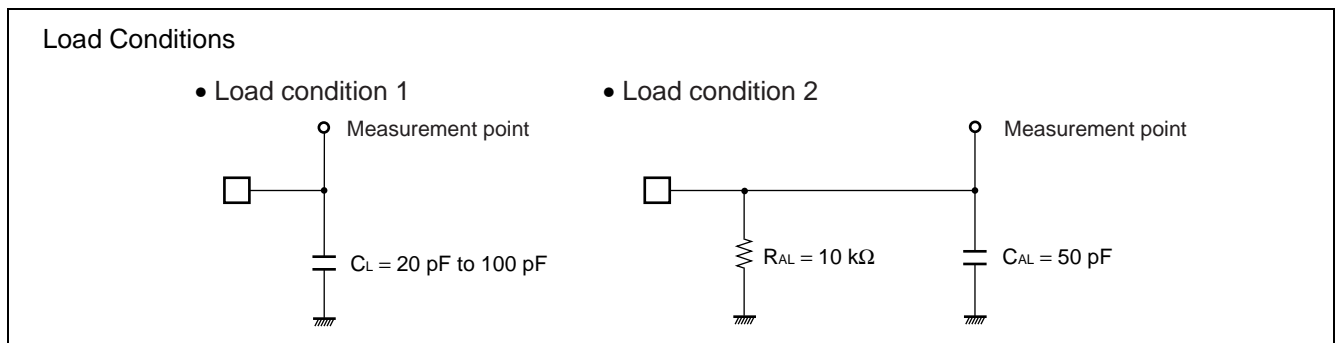 Load Conditions
• Load condition 1
• Load condition 2
Measurement point
Measurement point
CL = 20 pF to 100 pF
RAL = 10 kΩ
CAL = 50 pF